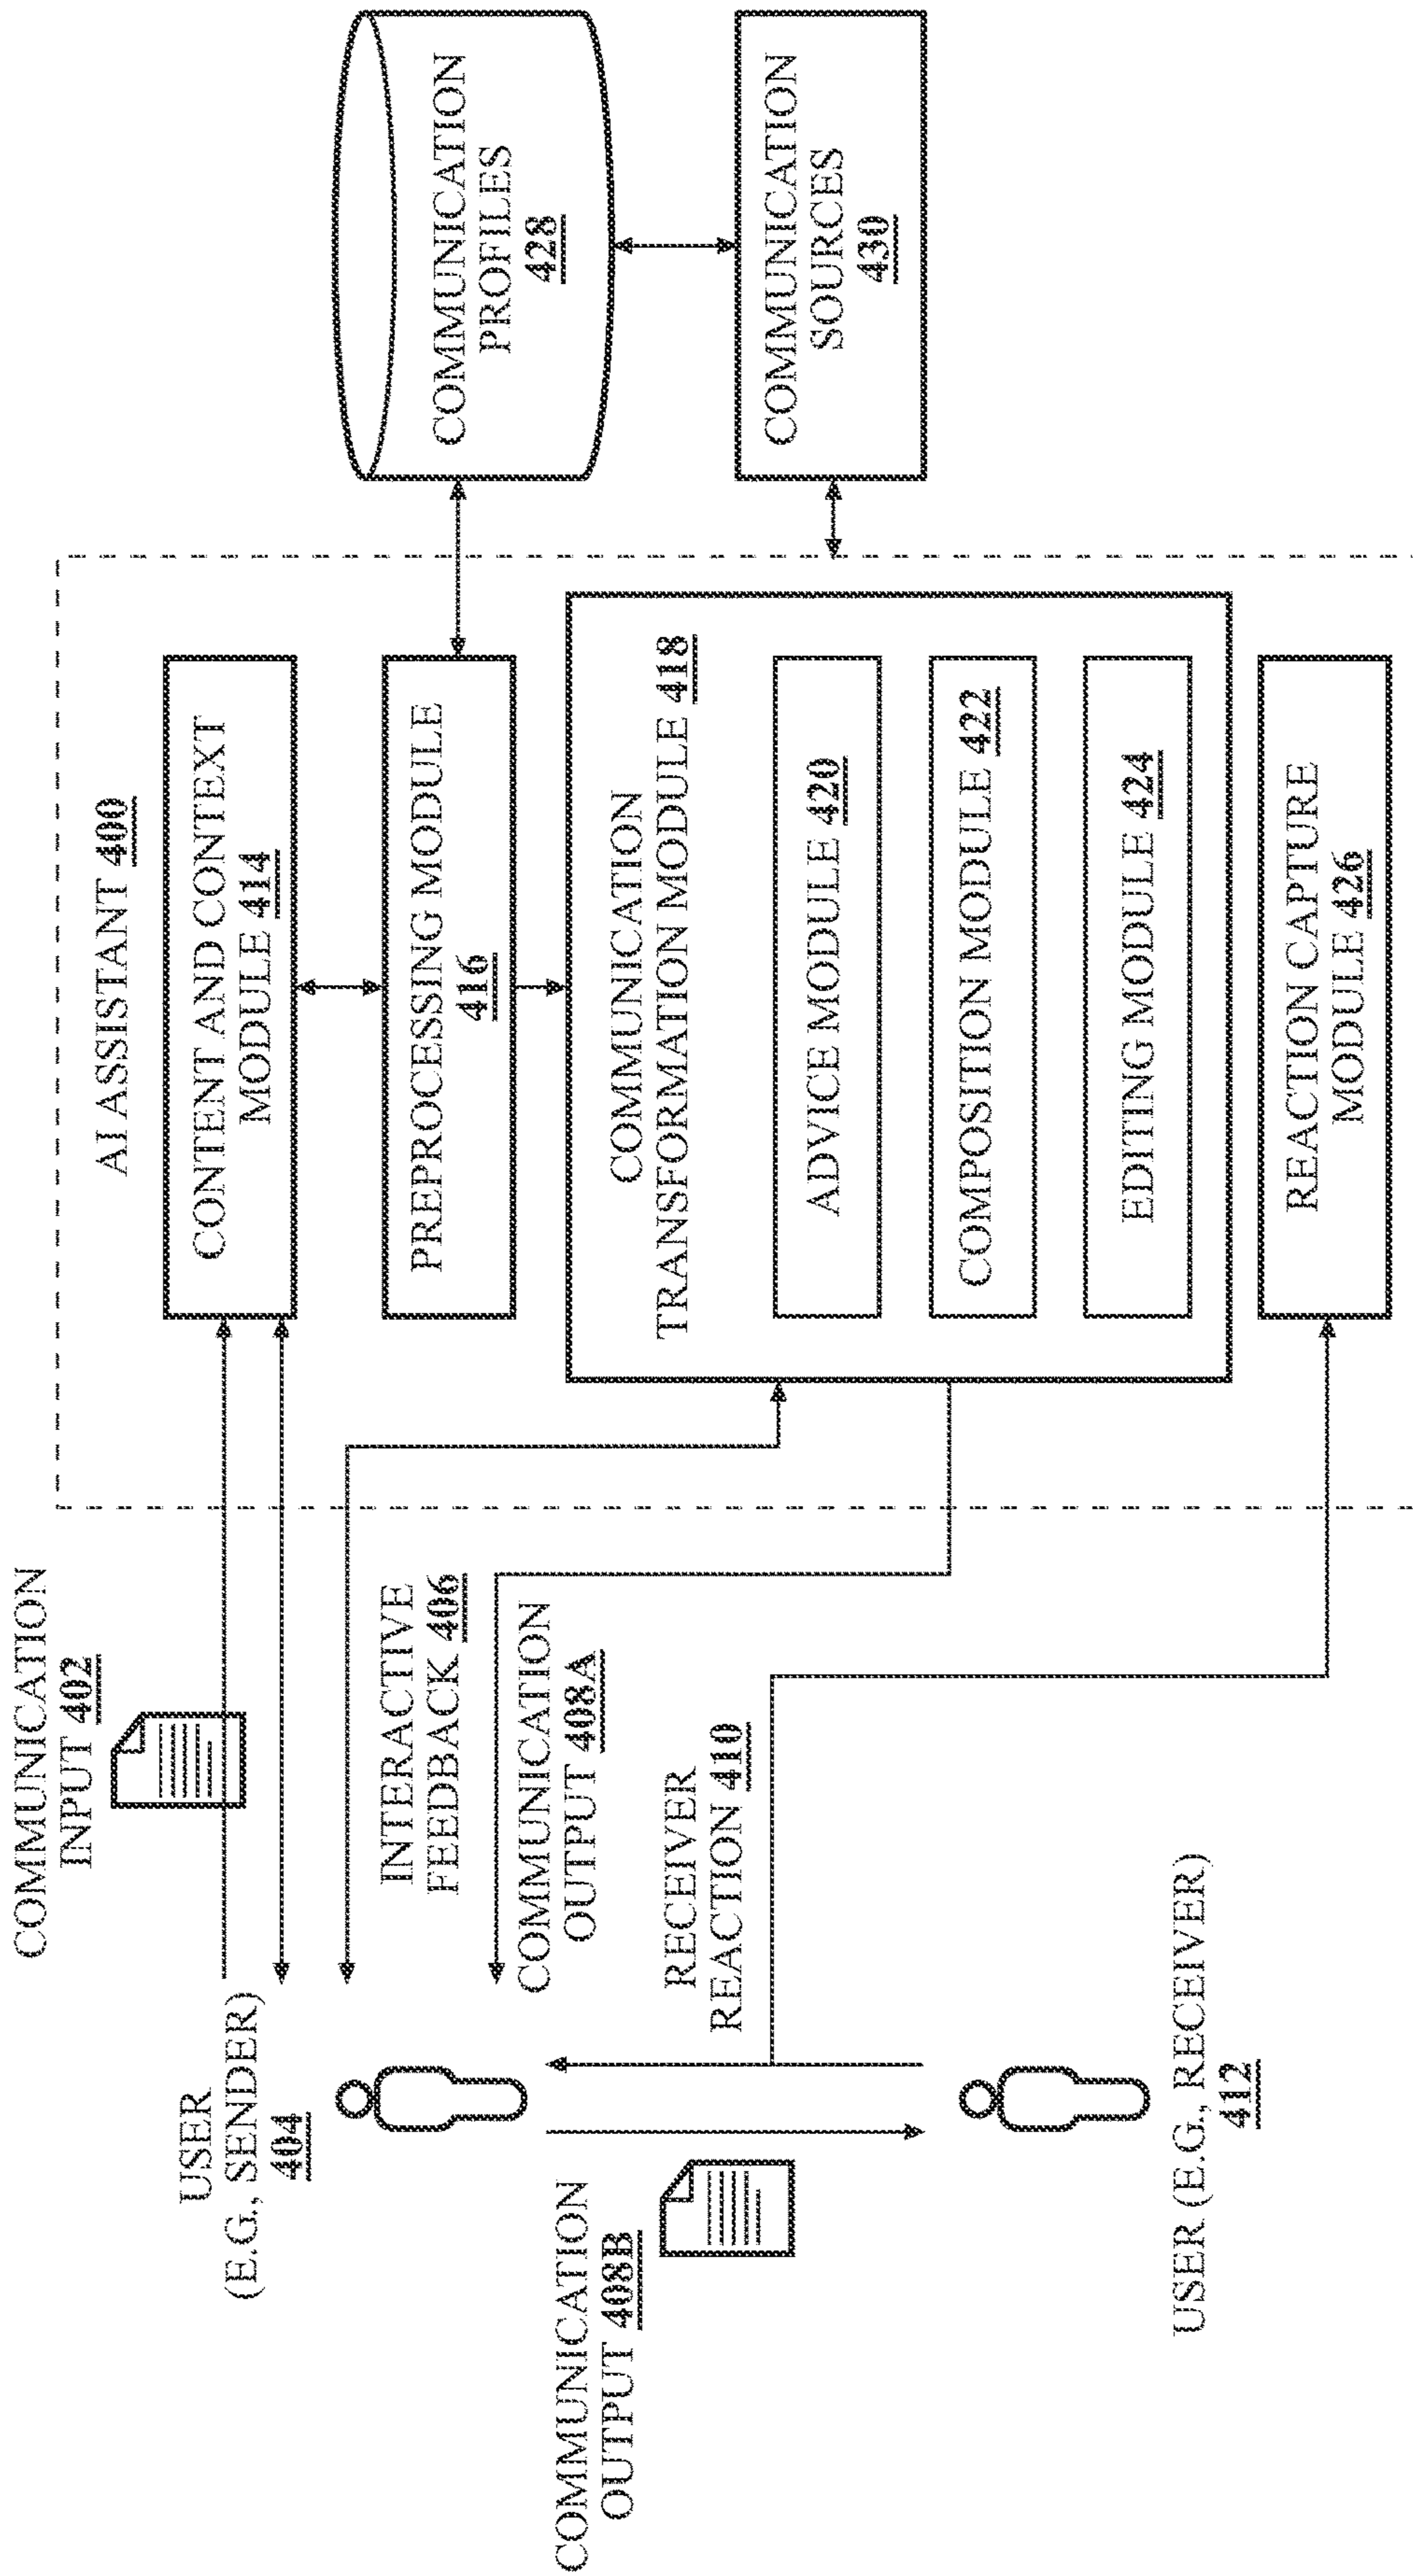 COMMUNICATION
INPUT 402
USER
(E.G., SENDER)
404
INTERACTIVE
FEEDBACK 406
COMMUNICATION
OUTPUT 408A
COMMUNICATION
OUTPUT 408B
RECEIVER
REACTION 410
USER (E.G., RECEIVER)
412
AI ASSISTANT 400
CONTENT AND CONTEXT
MODULE 414
PREPROCESSING MODULE
416
COMMUNICATION
TRANSFORMATION MODULE 418
ADVICE MODULE 420
COMPOSITION MODULE 422
EDITING MODULE 424
REACTION CAPTURE
MODULE 426
COMMUNICATION
PROFILES
428
COMMUNICATION
SOURCES
430